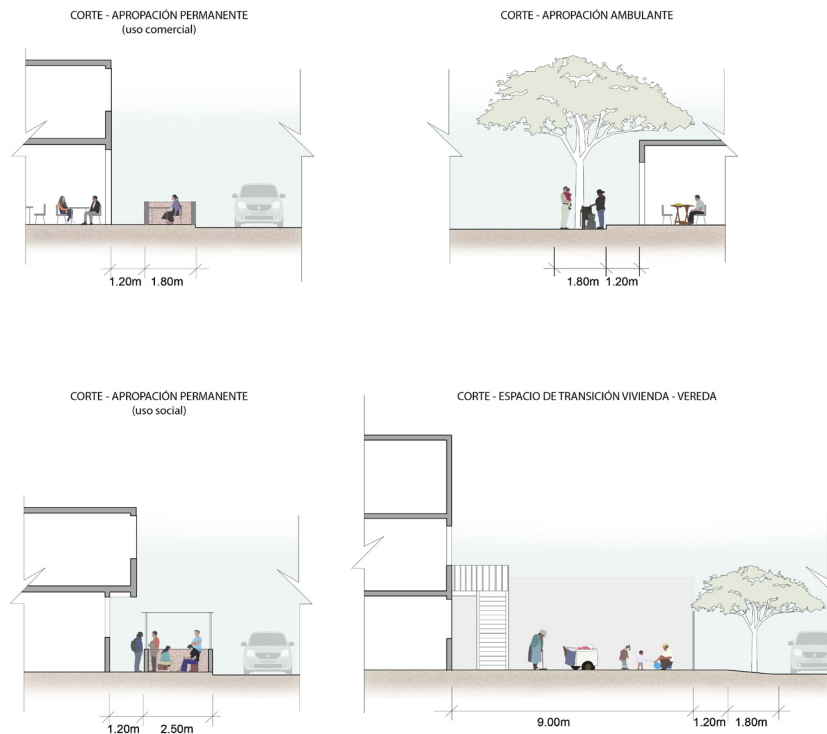 CORTE - APROPACIÓN PERMANENTE
(uso comercial)
CORTE - APROPACIÓN AMBULANTE
1.20m 1.80m
1.80m 1.20m
CORTE - APROPACIÓN PERMANENTE
(uso social)
CORTE - ESPACIO DE TRANSICIÓN VIVIENDA - VEREDA
1.20m 2.50m
9.00m 1.20m 1.80m